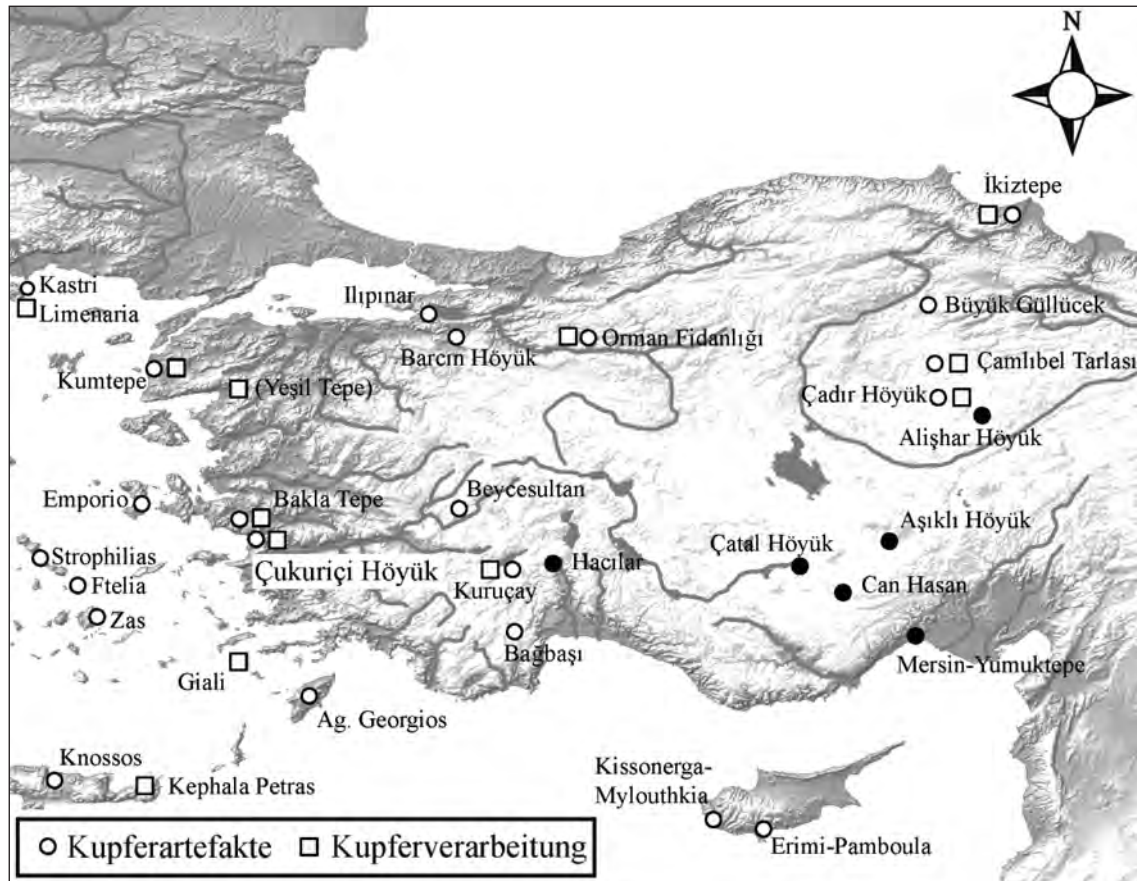 N
İkiztepe
Kastri
Limenaria
Ilıpınar
Büyük Güllücek
Barcın Höyük
Orman Fidanlığı
Kumtepe
(Yeşil Tepe)
Çamlıbel Tarlası
Çadır Höyük
Alişhar Höyük
Emporio
Bakla Tepe
Beycesultan
Aşıklı Höyük
Strophilias
Çatal Höyük
Hacılar
Çukuriçi Höyük
Ftelia
Kuruçay
Can Hasan
Zas
Bağbaşı
Mersin-Yumuktepe
Giali
Ag. Georgios
Knossos
Kephala Petras
Kissonerga-
Mylouthkia
Erimi-Pamboula
Kupferartefakte
Kupferverarbeitung